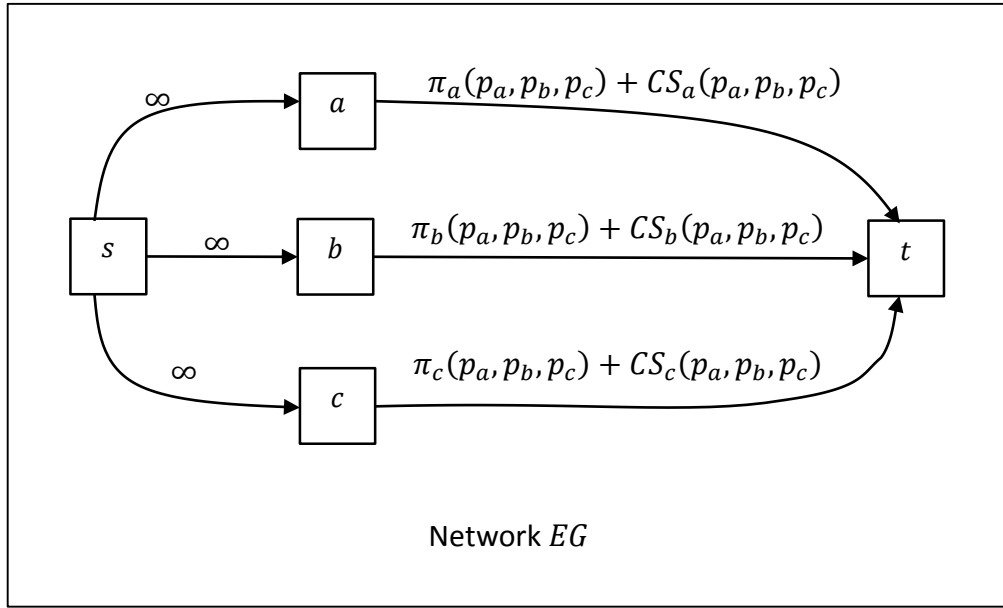 ∞
a
π_a(p_a, p_b, p_c) + CS_a(p_a, p_b, p_c)
s
∞
b
π_b(p_a, p_b, p_c) + CS_b(p_a, p_b, p_c)
t
∞
c
π_c(p_a, p_b, p_c) + CS_c(p_a, p_b, p_c)
Network EG